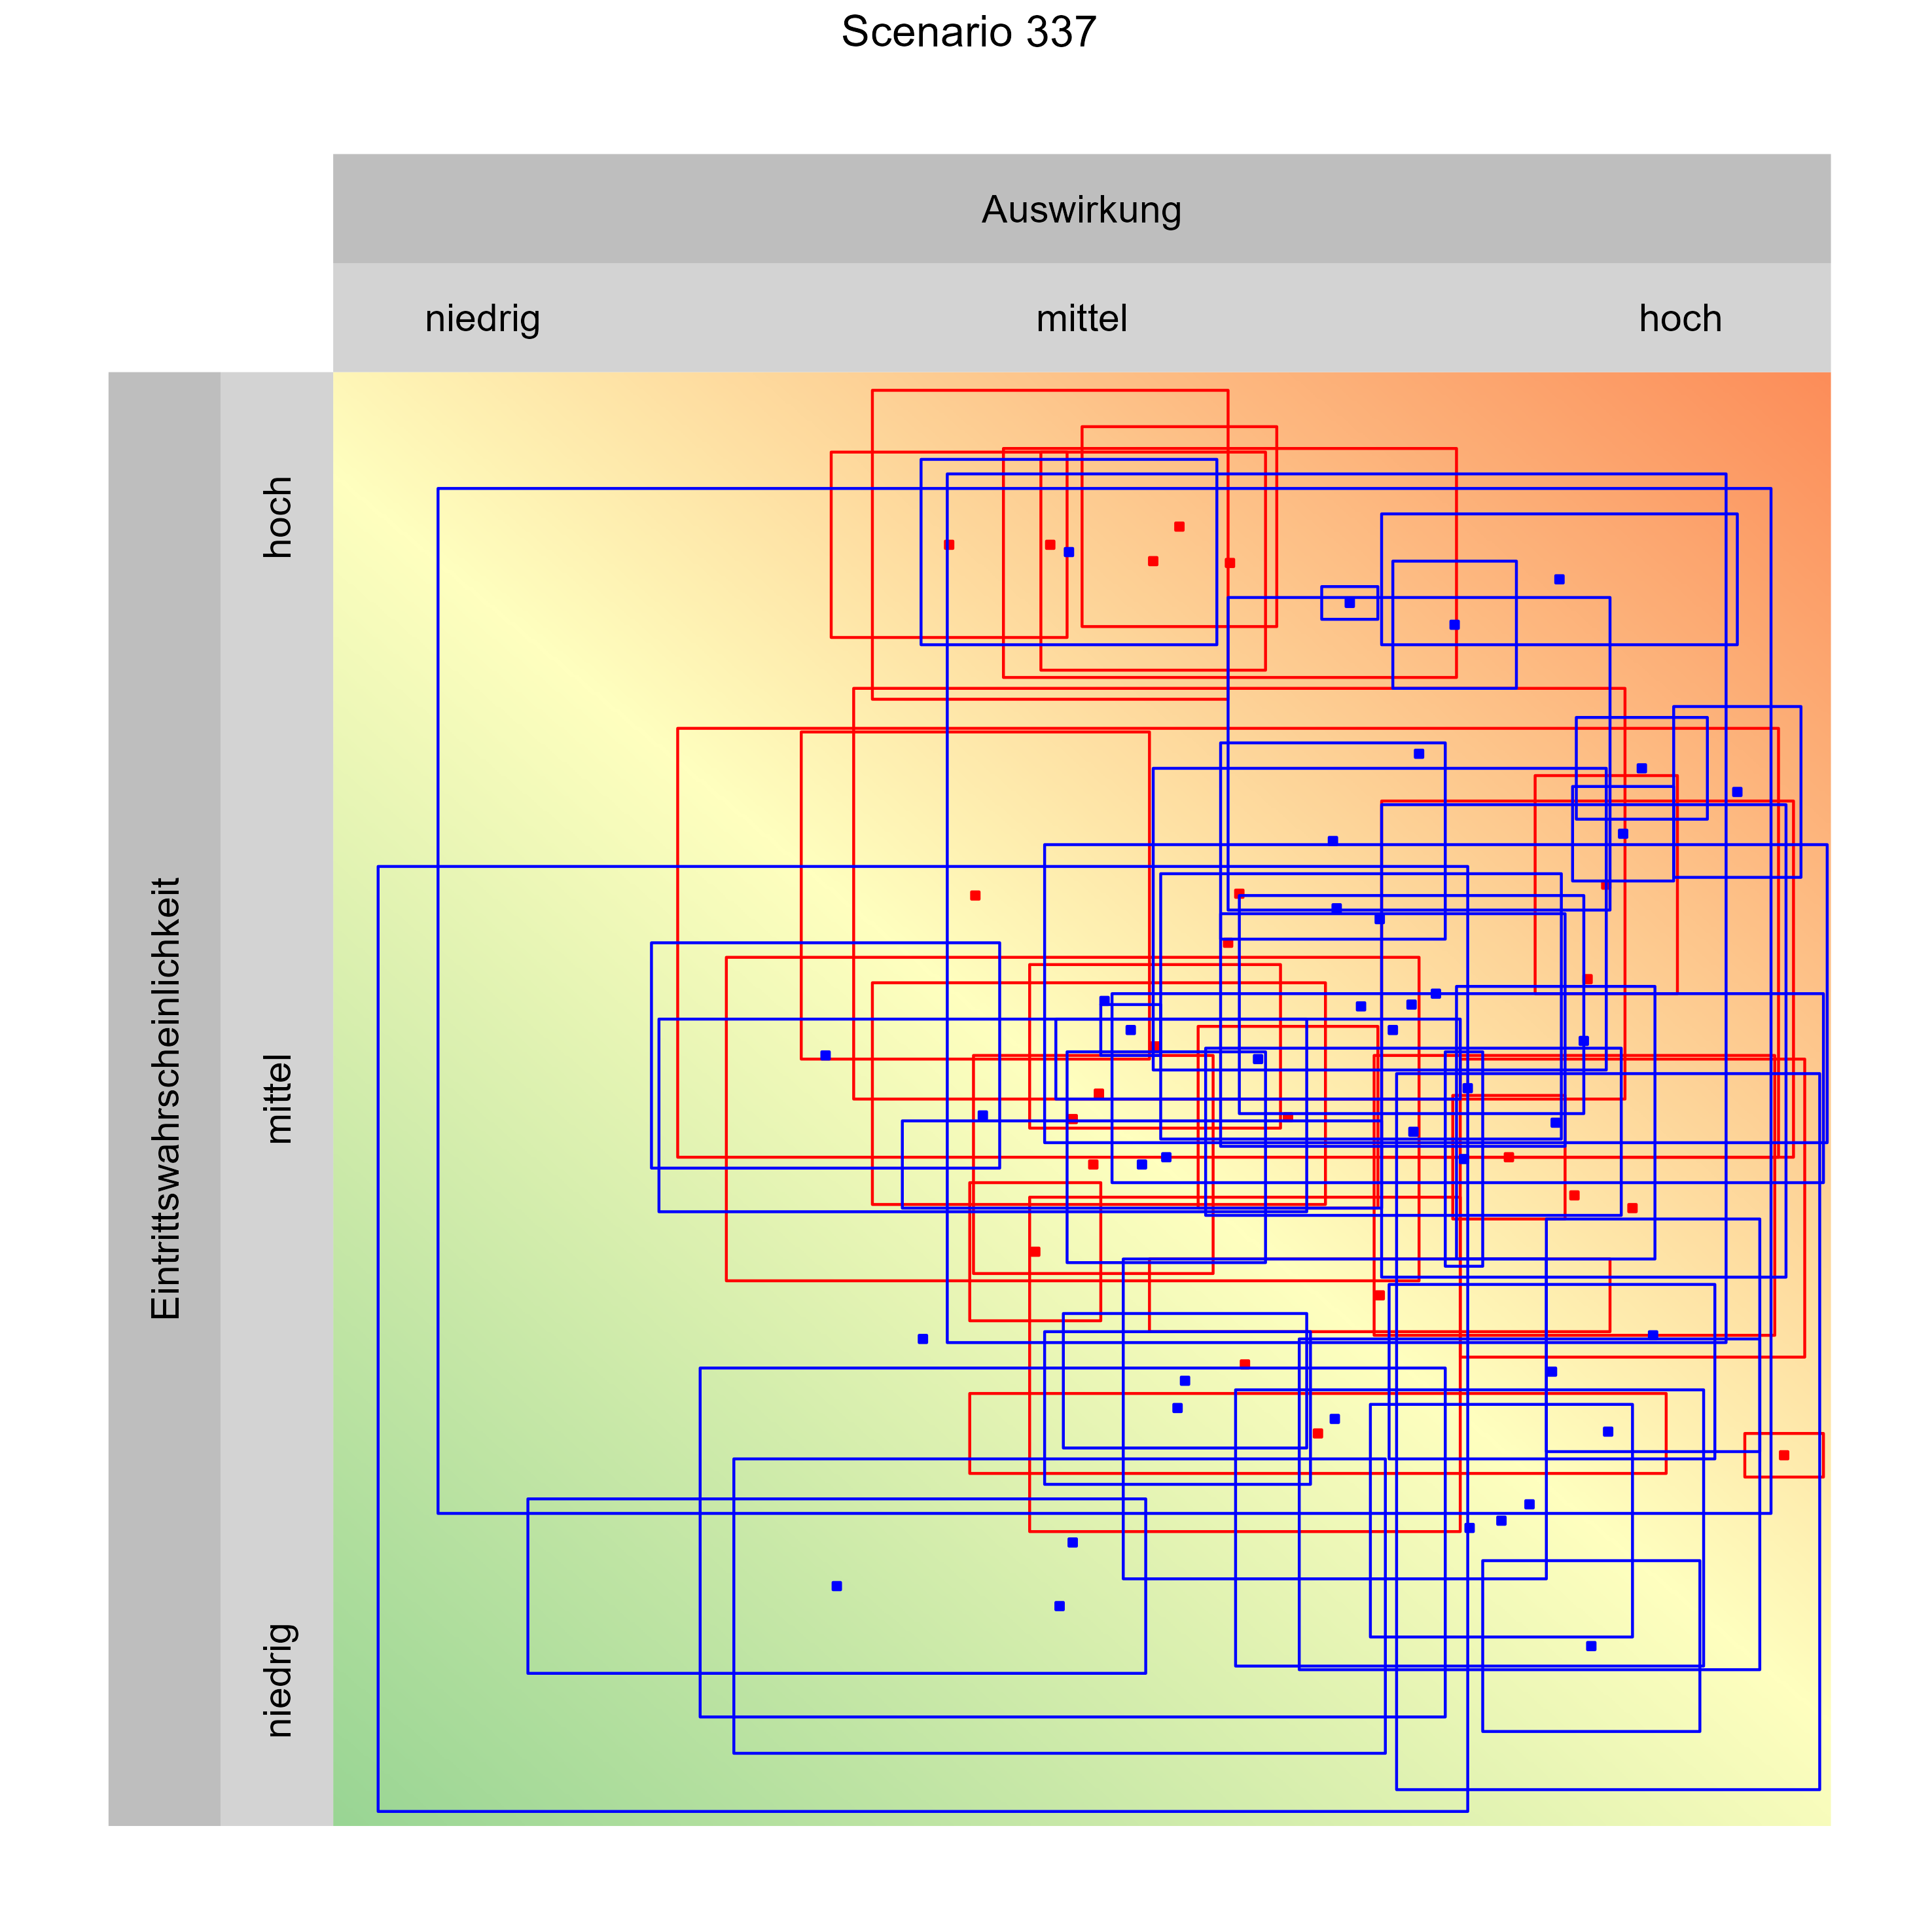 Scenario 337
Auswirkung
niedrig
mittel
hoch
Eintrittswahrscheinlichkeit
hoch
mittel
niedrig